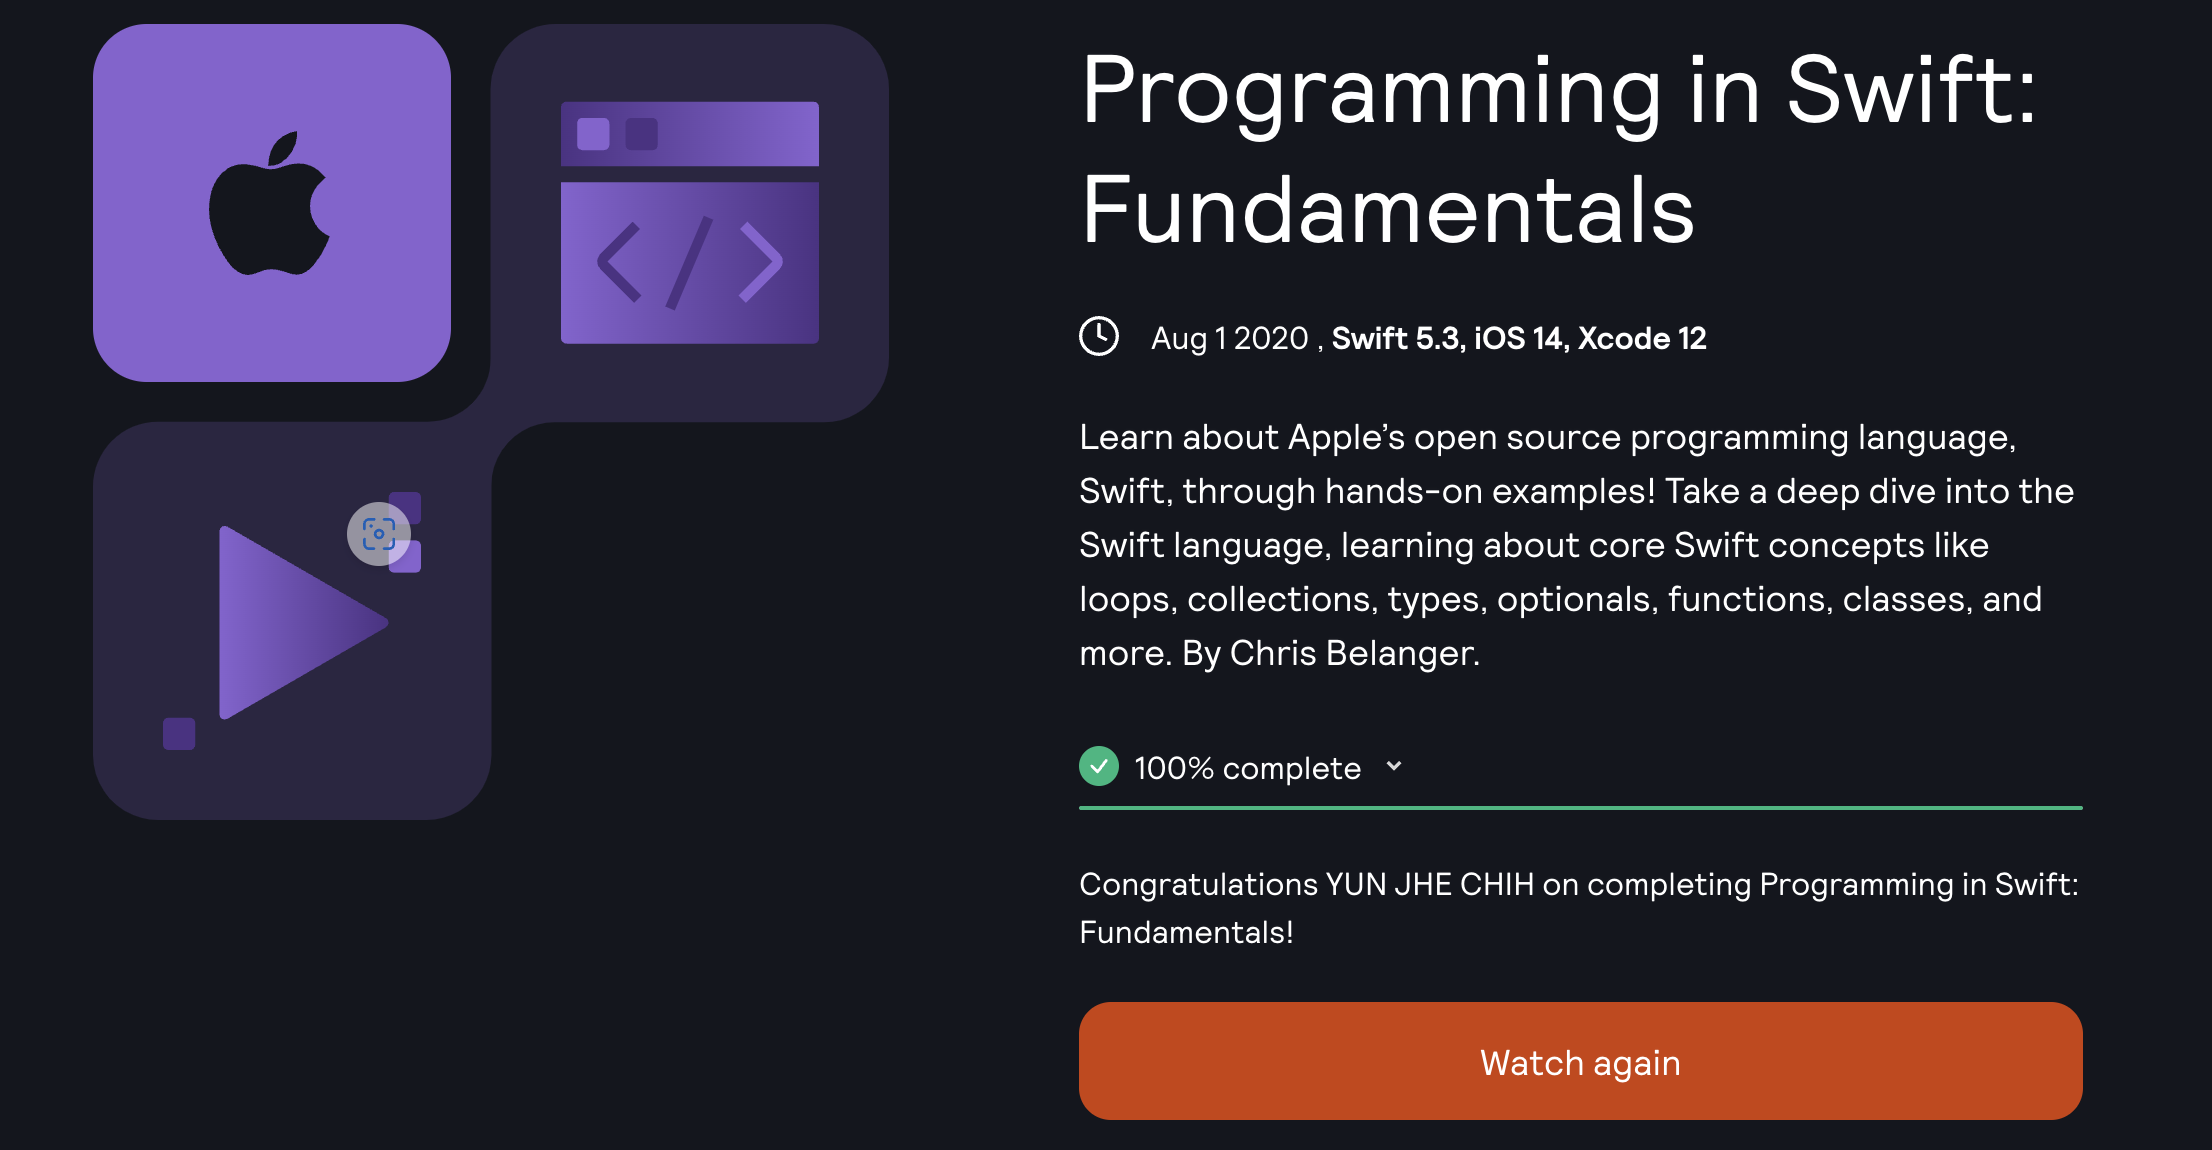 Programming in Swift:
Fundamentals
Aug 1 2020 , Swift 5.3, iOS 14, Xcode 12
Learn about Apple’s open source programming language,
Swift, through hands-on examples! Take a deep dive into the
Swift language, learning about core Swift concepts like
loops, collections, types, optionals, functions, classes, and
more. By Chris Belanger.
100% complete
Congratulations YUN JHE CHIH on completing Programming in Swift:
Fundamentals!
Watch again